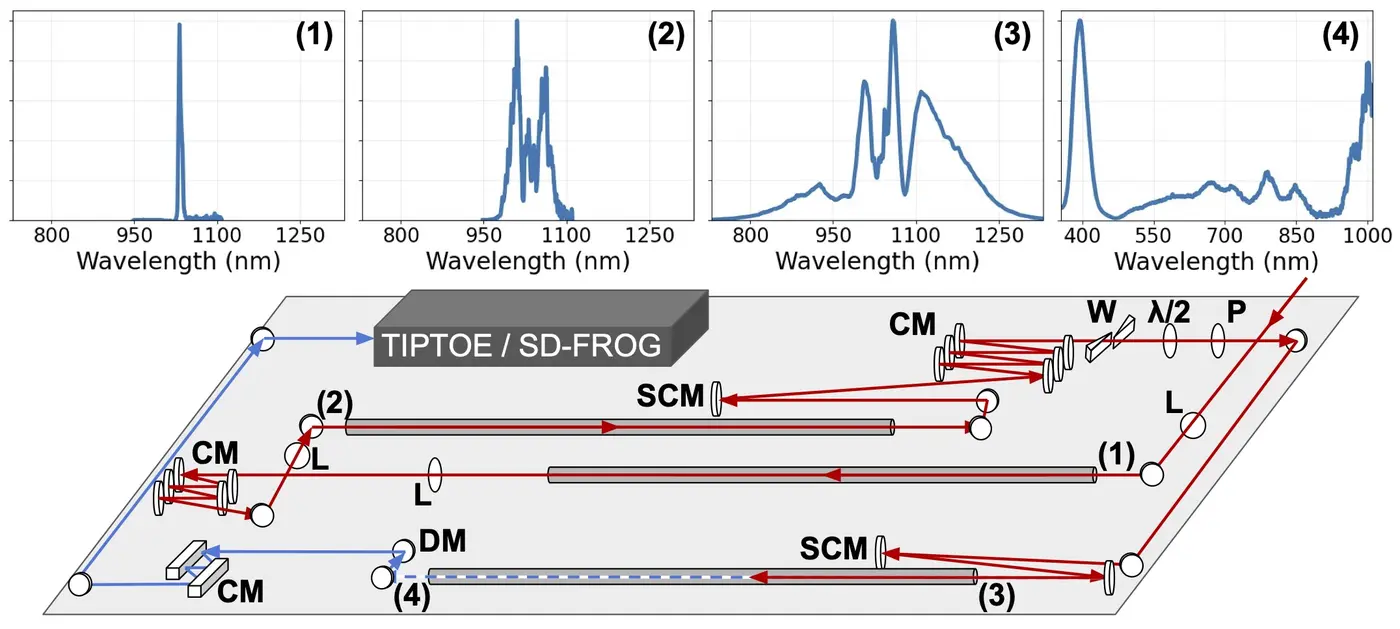 (1)
(2)
(3)
(4)
800 950 1100 1250
800 950 1100 1250
800 950 1100 1250
400 550 700 850 1000
Wavelength (nm)
Wavelength (nm)
Wavelength (nm)
Wavelength (nm)
CM
W
λ/2
P
TIPTOE / SD-FROG
SCM
L
(2)
CM
L
(1)
L
DM
SCM
CM
(4)
(3)